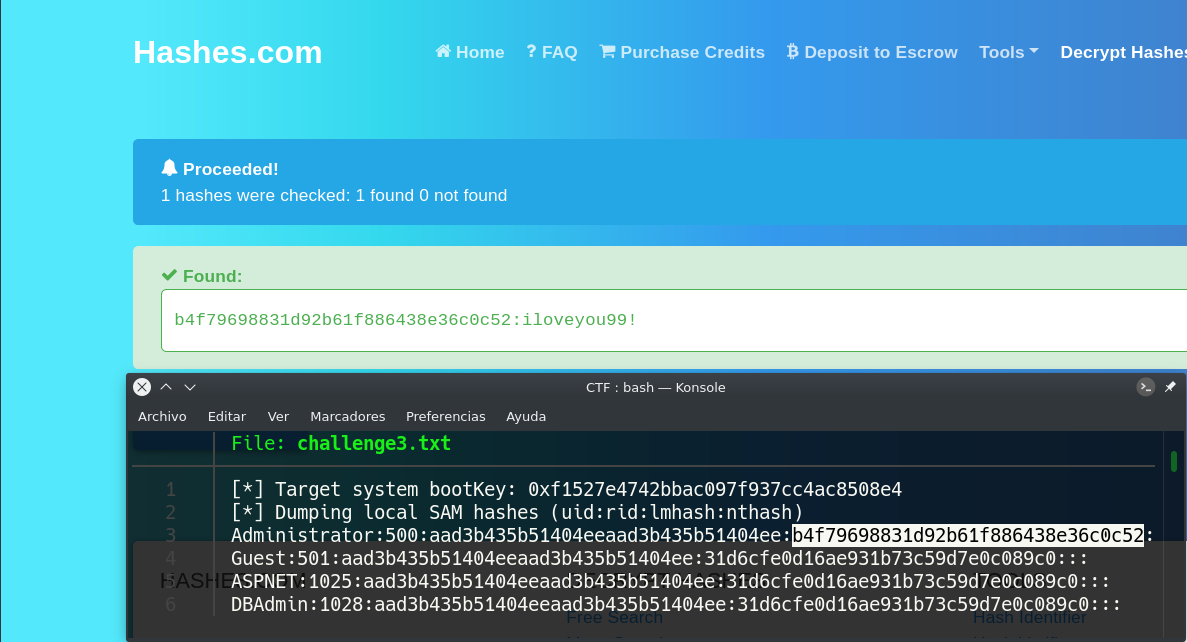 Hashes.com
Home ? FAQ Purchase Credits Deposit to Escrow Tools Decrypt Hashes
Proceeded!
1 hashes were checked: 1 found 0 not found
Found:
b4f79698831d92b61f886438e36c0c52:iloveyou99!
CTF : bash — Konsole
Archivo Editar Ver Marcadores Preferencias Ayuda
File: challenge3.txt
1 [*] Target system bootKey: 0xf1527e4742bbac097f937cc4ac8508e4
2 [*] Dumping local SAM hashes (uid:rid:lmhash:nthash)
3 Administrator:500:aad3b435b51404eeaad3b435b51404ee:b4f79698831d92b61f886438e36c0c52:
4 Guest:501:aad3b435b51404eeaad3b435b51404ee:31d6cfe0d16ae931b73c59d7e0c089c0:::
5 ASPNET:1025:aad3b435b51404eeaad3b435b51404ee:31d6cfe0d16ae931b73c59d7e0c089c0:::
6 DBAdmin:1028:aad3b435b51404eeaad3b435b51404ee:31d6cfe0d16ae931b73c59d7e0c089c0:::
Free Search Hash Identifier